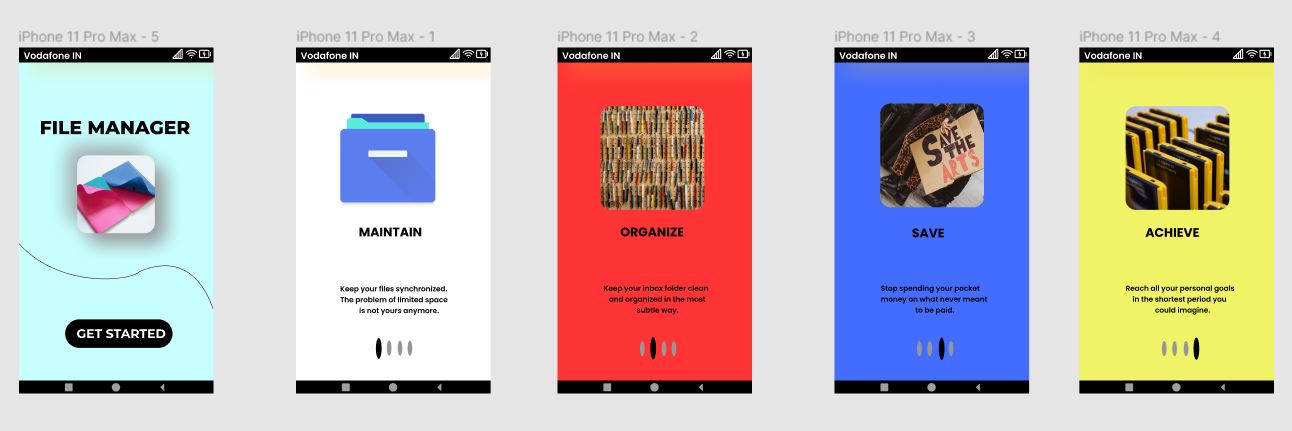 iPhone 11 Pro Max - 5
Vodafone IN
FILE MANAGER
GET STARTED
iPhone 11 Pro Max - 1
Vodafone IN
MAINTAIN
Keep your files synchronized.
The problem of limited space
is not yours anymore.
iPhone 11 Pro Max - 2
Vodafone IN
ORGANIZE
Keep your inbox folder clean
and organized in the most
subtle way.
iPhone 11 Pro Max - 3
Vodafone IN
SAVE
THE
ARTS
SAVE
Stop spending your pocket
money on what never meant
to be paid.
iPhone 11 Pro Max - 4
Vodafone IN
ACHIEVE
Reach all your personal goals
in the shortest period you
could imagine.